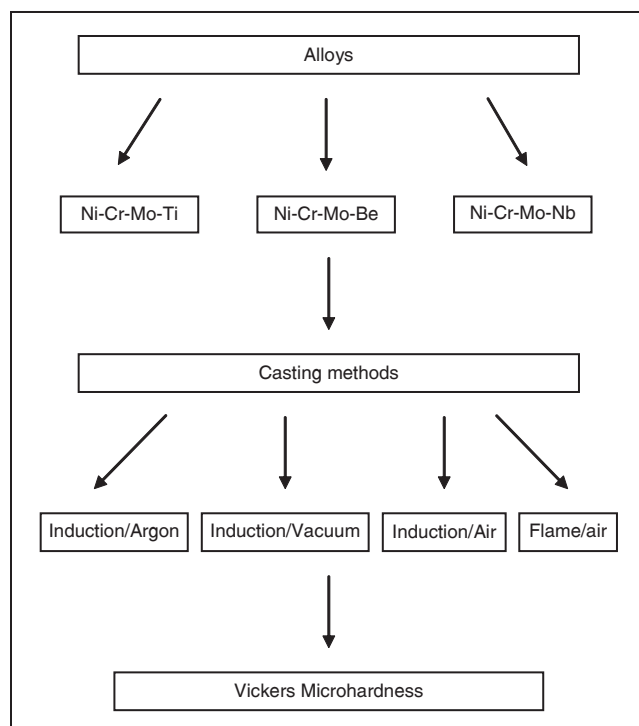 Alloys
Ni-Cr-Mo-Ti
Ni-Cr-Mo-Be
Ni-Cr-Mo-Nb
Casting methods
Induction/Argon
Induction/Vacuum
Induction/Air
Flame/air
Vickers Microhardness